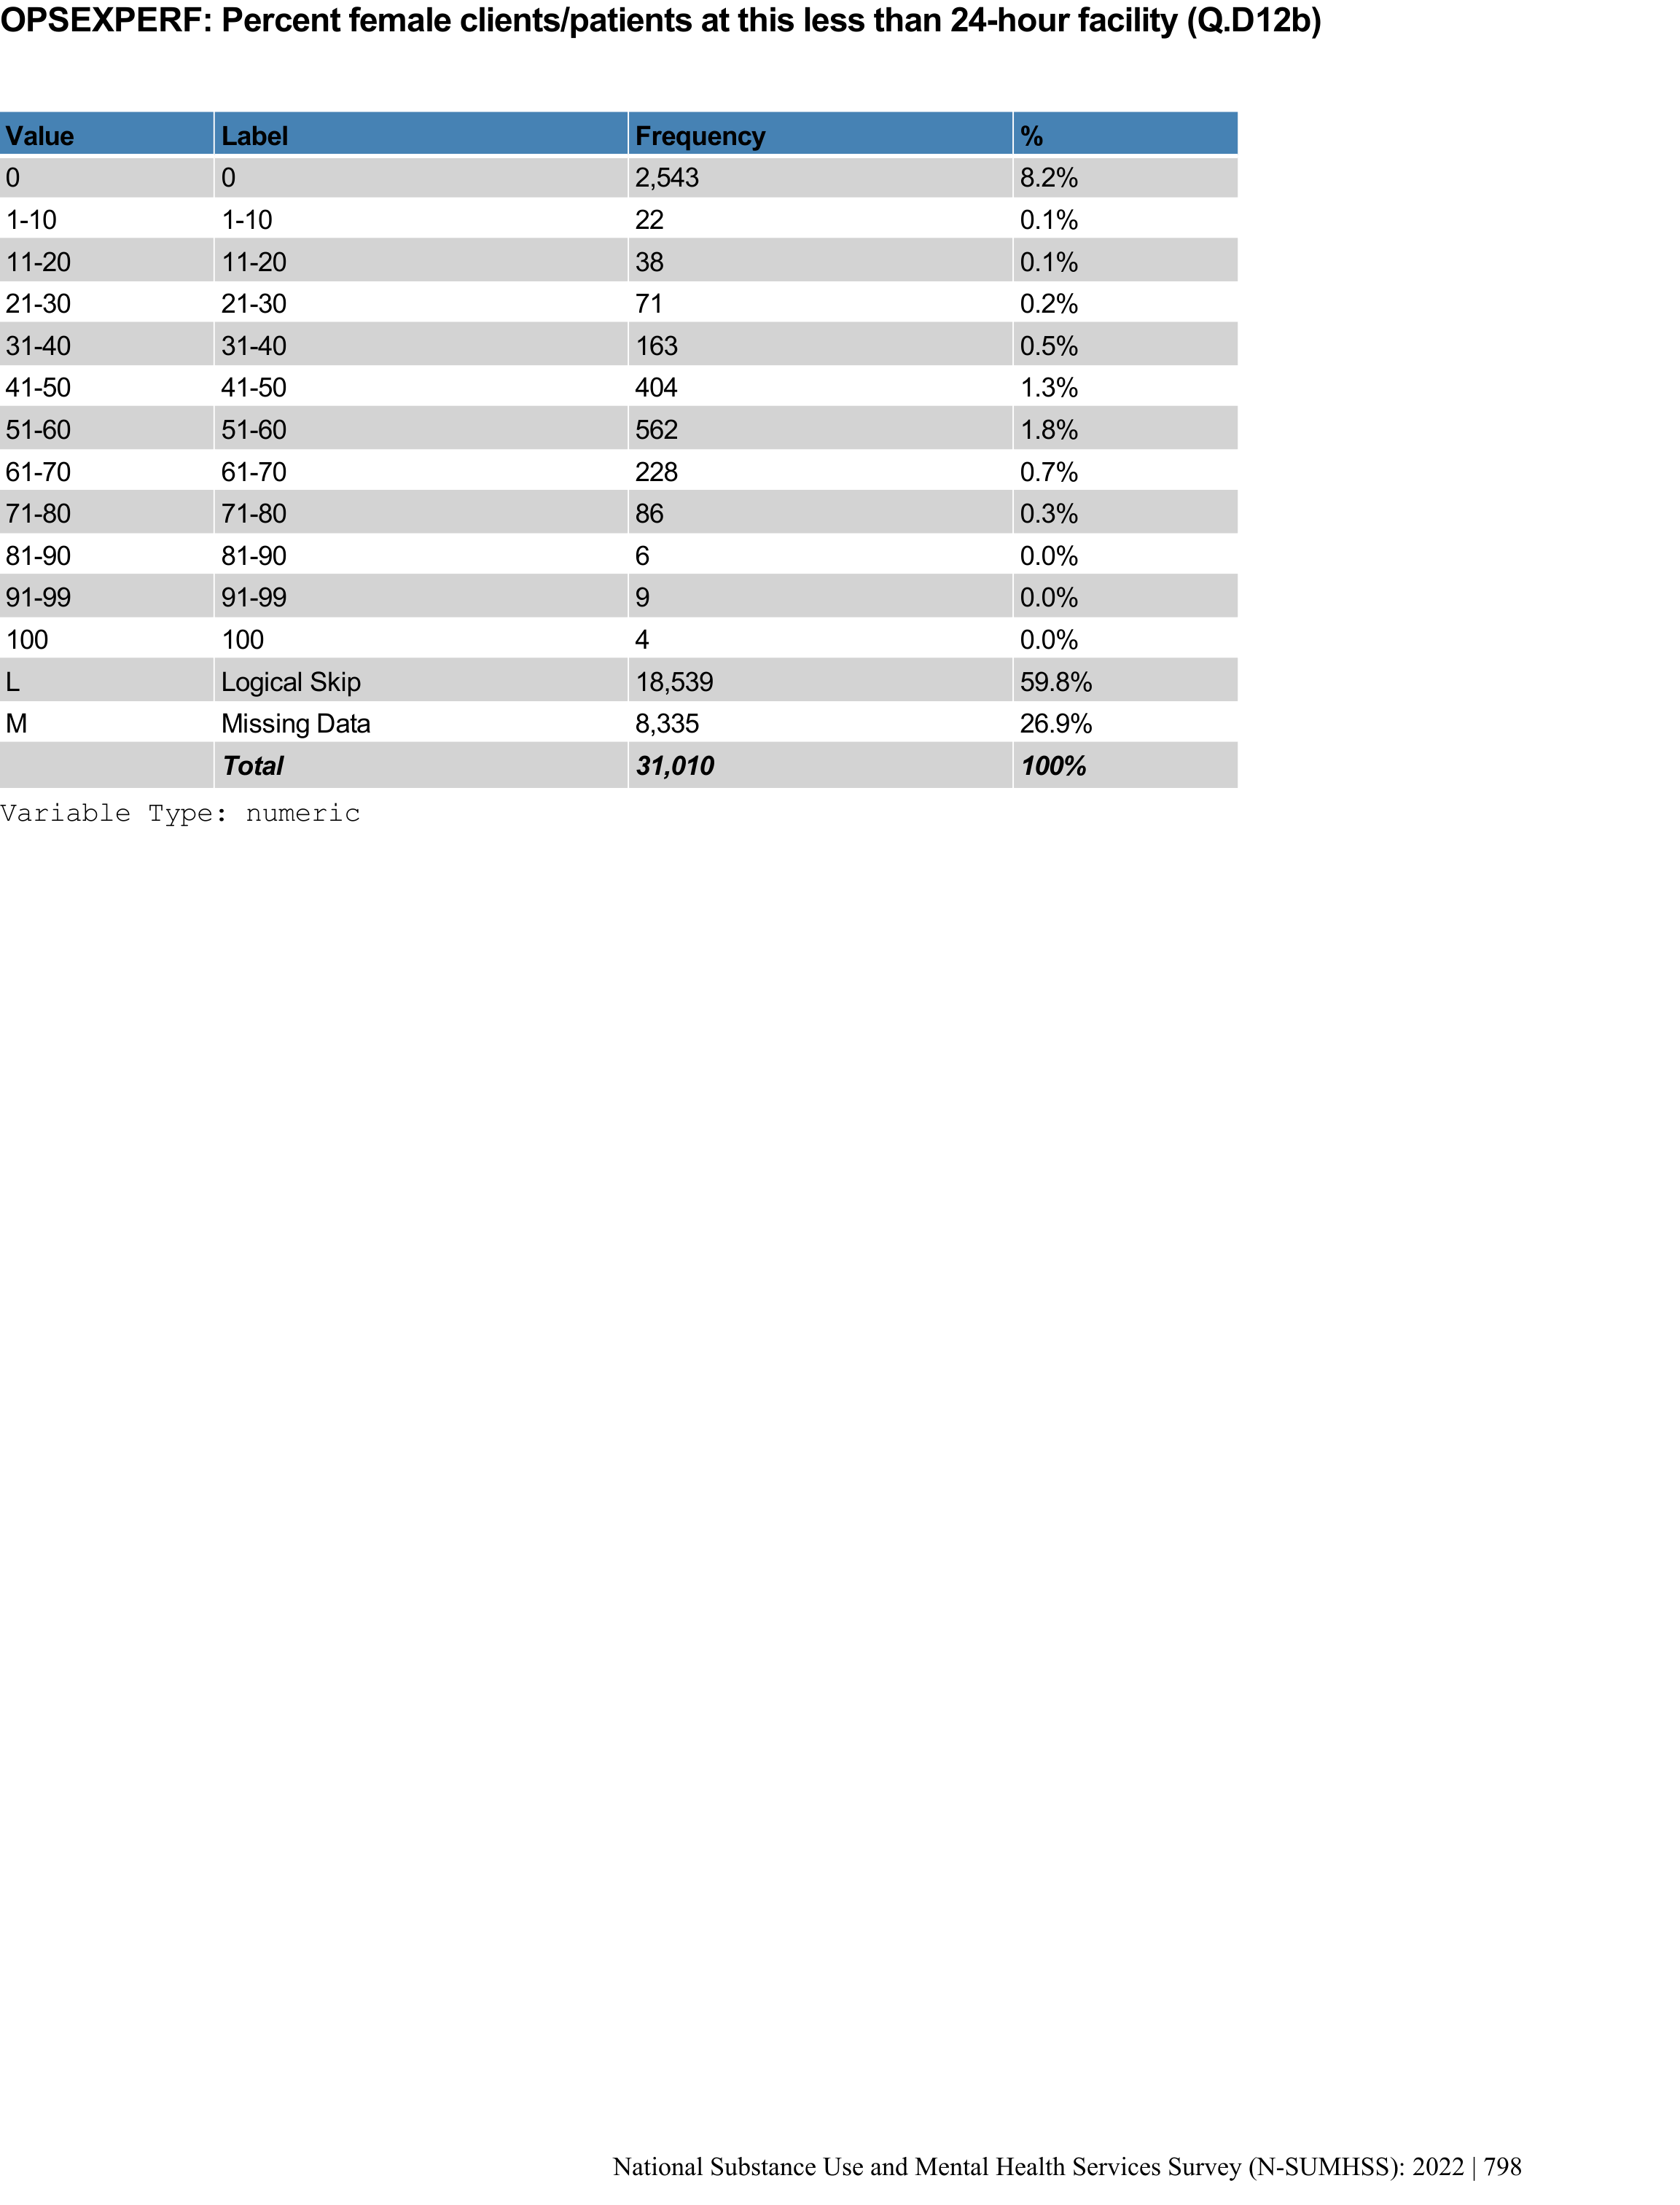 OPSEXPERF: Percent female clients/patients at this less than 24-hour facility (Q.D12b)
Value Label Frequency %
0 0 2,543 8.2%
1-10 1-10 22 0.1%
11-20 11-20 38 0.1%
21-30 21-30 71 0.2%
31-40 31-40 163 0.5%
41-50 41-50 404 1.3%
51-60 51-60 562 1.8%
61-70 61-70 228 0.7%
71-80 71-80 86 0.3%
81-90 81-90 6 0.0%
91-99 91-99 9 0.0%
100 100 4 0.0%
L Logical Skip 18,539 59.8%
M Missing Data 8,335 26.9%
Total 31,010 100%
Variable Type: numeric
National Substance Use and Mental Health Services Survey (N-SUMHSS): 2022 | 798